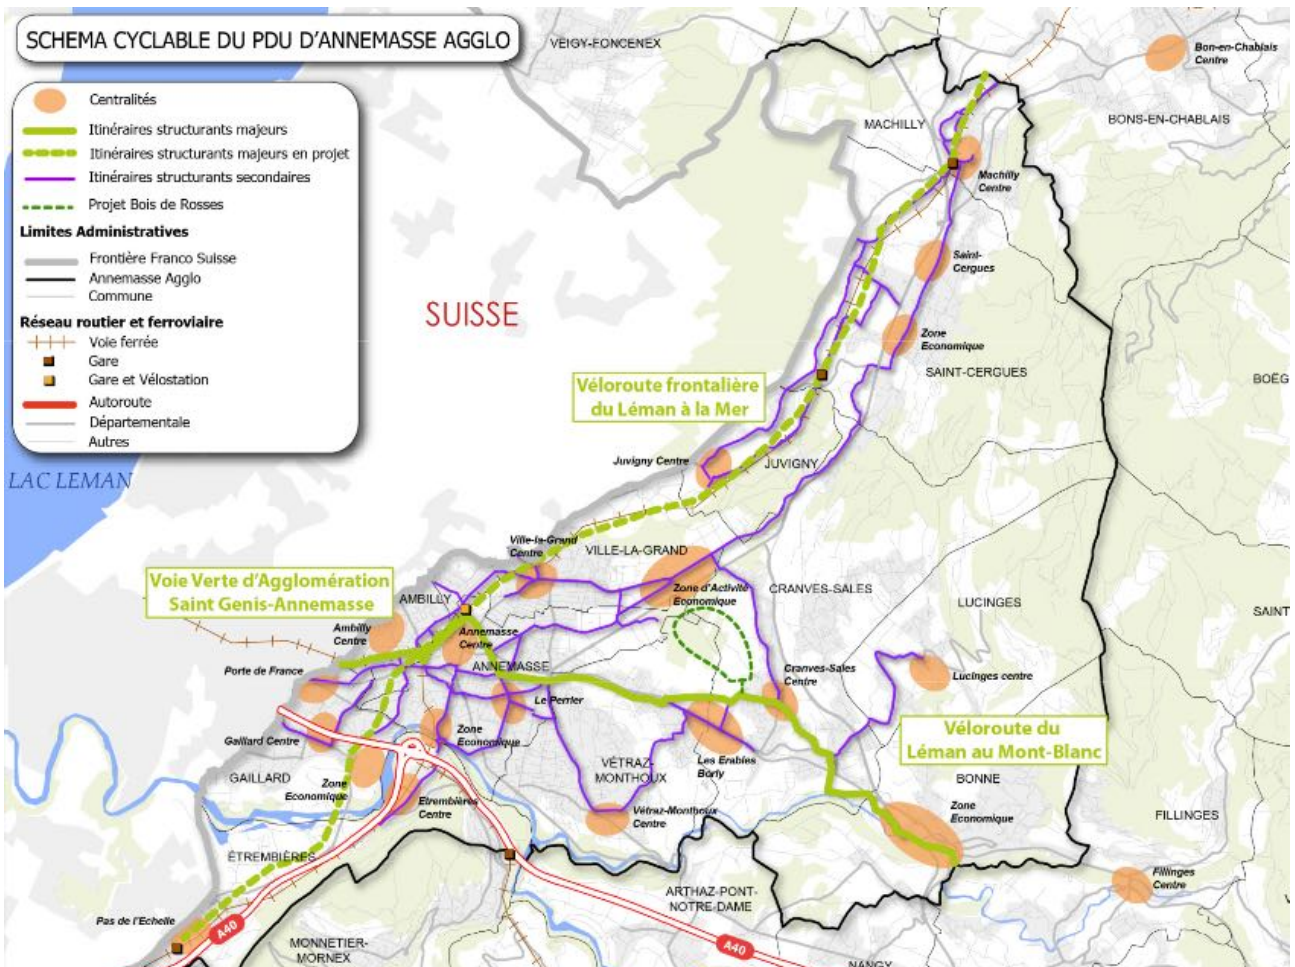 SCHEMA CYCLABLE DU PDU D'ANNEMASSE AGGLO
Centralités
Itinéraires structurants majeurs
Itinéraires structurants majeurs en projet
Itinéraires structurants secondaires
Projet Bois de Rosses
Limites Administratives
Frontière Franco Suisse
Annemasse Agglo
Commune
Réseau routier et ferroviaire
Voie ferrée
Gare
Gare et Vélostation
Autoroute
Départementale
Autres
VEIGY-FONCENEX
Bon-en-Chablais
Centre
MACHILLY
BONS-EN-CHABLAIS
Machilly
Centre
Saint-
Cergues
SUISSE
Zone
Economique
SAINT-CERGUES
BOËG
Véloroute frontalière
du Léman à la Mer
Juvigny Centre
JUVIGNY
LAC LEMAN
Ville-la-Grand
Centre
VILLE-LA-GRAND
Voie Verte d'Agglomération
Saint Genis-Annemasse
Zone d'Activité
Economique
CRANVES-SALES
LUCINGES
SAINT
AMBILLY
Ambilly
Centre
Annemasse
Centre
ANNEMASSE
Porte de France
Cranves-Sales
Centre
Lucinges centre
Le Perrier
Gaillard Centre
Zone
Economique
Véloroute du
Léman au Mont-Blanc
Les Erables
Borly
GAILLARD
Zone
Economique
VÉTRAZ-
MONTHOUX
BONNE
Etrembières
Centre
Vétraz-Monthoux
Centre
Zone
Economique
FILLINGES
ÉTREMBIÈRES
Fillinges
Centre
ARTHAZ-PONT-
NOTRE-DAME
Pas de l'Echelle
A40
A40
MONNETIER-
MORNEX
NANGY